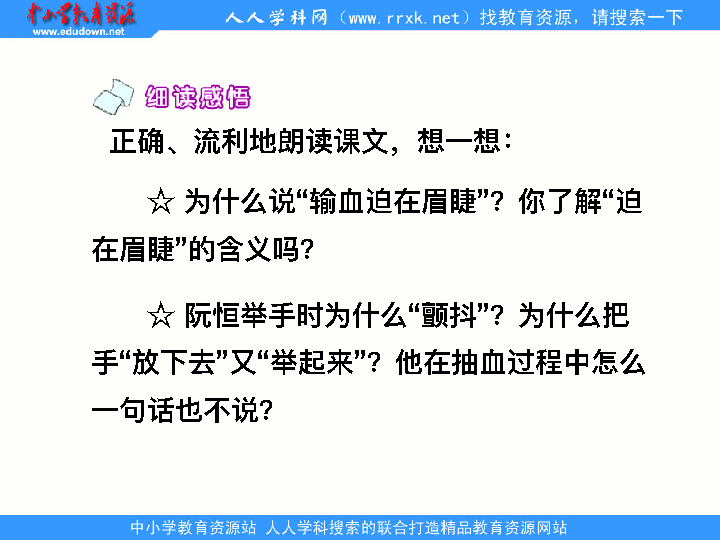 中小学教育资源
www.edudown.net
人人学科网（www.rrxk.net）找教育资源，请搜索一下
细读感悟
正确、流利地朗读课文，想一想：
☆ 为什么说“输血迫在眉睫”？你了解“迫
在眉睫”的含义吗？
☆ 阮恒举手时为什么“颤抖”？为什么把
手“放下去”又“举起来”？他在抽血过程中怎么
一句话也不说？
中小学教育资源站 人人学科搜索的联合打造精品教育资源网站